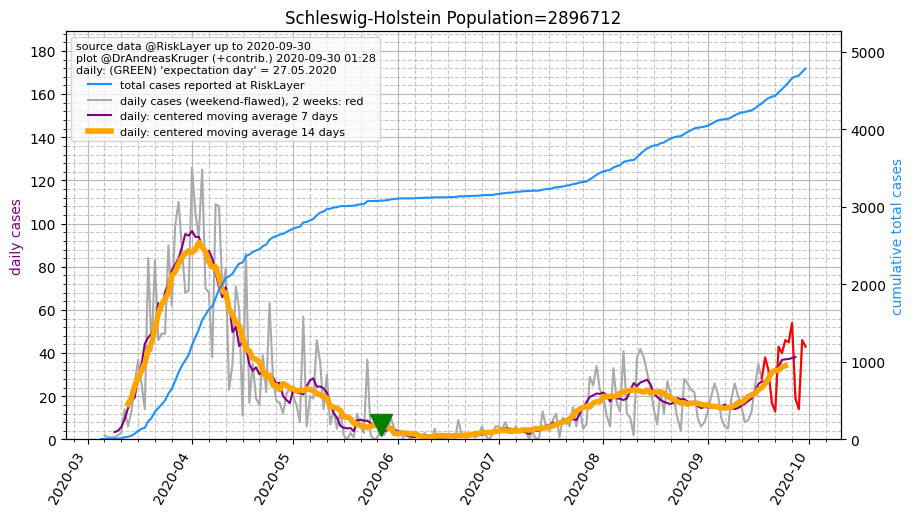 Schleswig-Holstein Population=2896712
source data @RiskLayer up to 2020-09-30
plot @DrAndreasKruger (+contrib.) 2020-09-30 01:28
daily: (GREEN) 'expectation day' = 27.05.2020
total cases reported at RiskLayer
daily cases (weekend-flawed), 2 weeks: red
daily: centered moving average 7 days
daily: centered moving average 14 days
daily cases
180
160
140
120
100
80
60
40
20
0
cumulative total cases
5000
4000
3000
2000
1000
0
2020-03
2020-04
2020-05
2020-06
2020-07
2020-08
2020-09
2020-10